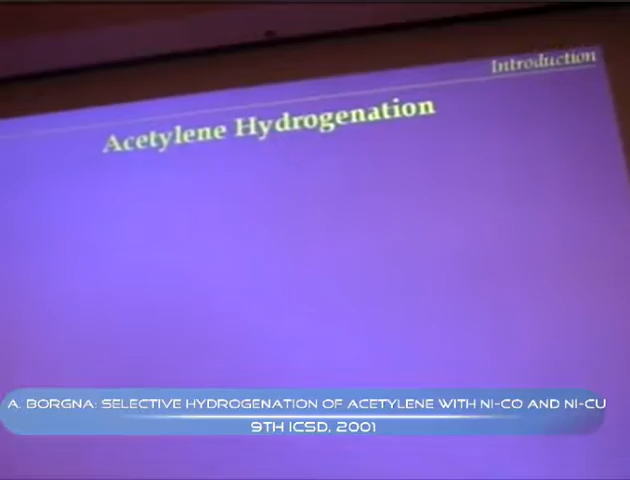 Introduction
Acetylene Hydrogenation
A. BORGNA: SELECTIVE HYDROGENATION OF ACETYLENE WITH NI-CO AND NI-CU
9TH ICSD, 2001